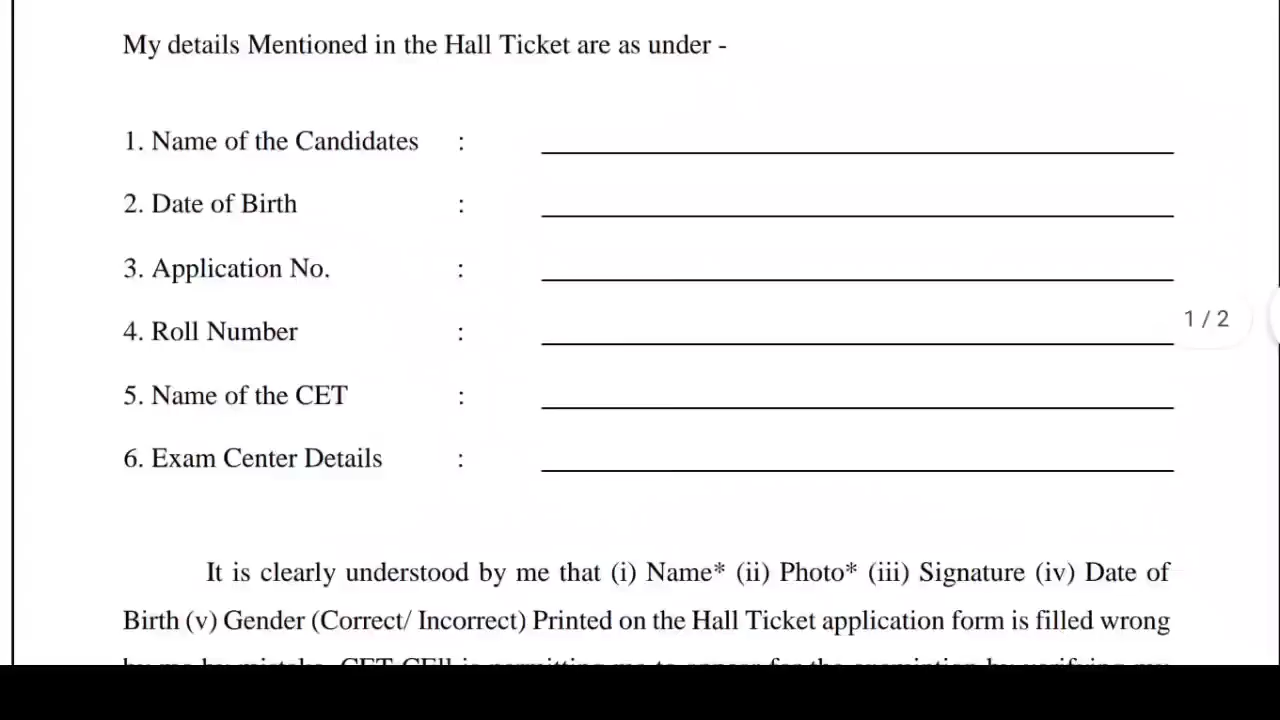 My details Mentioned in the Hall Ticket are as under -
1. Name of the Candidates :
2. Date of Birth :
3. Application No. :
1 / 2
4. Roll Number :
5. Name of the CET :
6. Exam Center Details :
It is clearly understood by me that (i) Name* (ii) Photo* (iii) Signature (iv) Date of
Birth (v) Gender (Correct/ Incorrect) Printed on the Hall Ticket application form is filled wrong